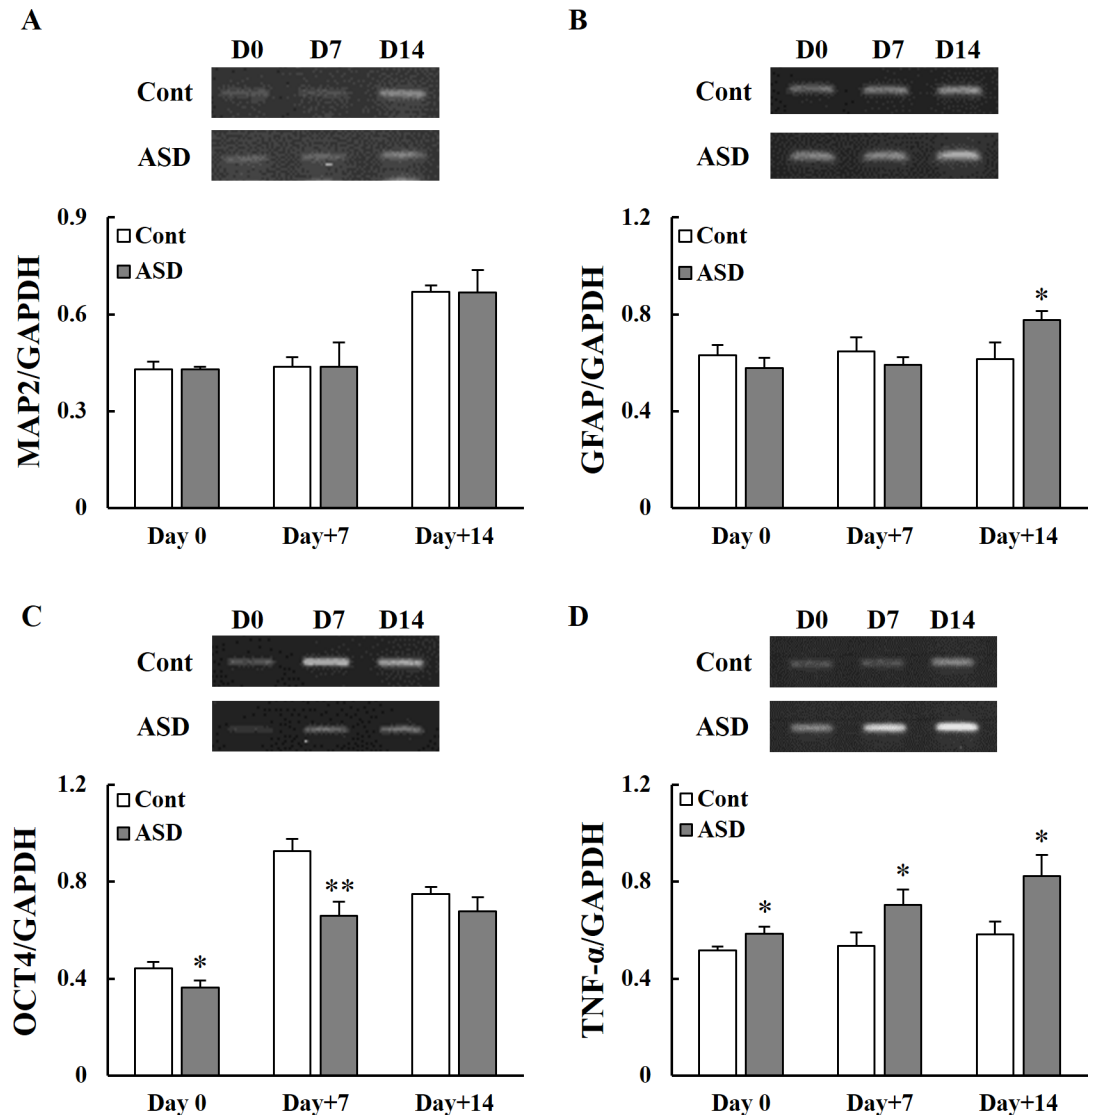 A
D0 D7 D14
Cont
ASD
0.9
0.6
0.3
0
MAP2/GAPDH
Cont
ASD
Day 0 Day+7 Day+14
B
D0 D7 D14
Cont
ASD
1.2
0.8
0.4
0
GFAP/GAPDH
Cont
ASD
*
Day 0 Day+7 Day+14
C
D0 D7 D14
Cont
ASD
1.2
0.8
0.4
0
OCT4/GAPDH
Cont
ASD
* **
Day 0 Day+7 Day+14
D
D0 D7 D14
Cont
ASD
1.2
0.8
0.4
0
TNF-α/GAPDH
Cont
ASD
* * *
Day 0 Day+7 Day+14